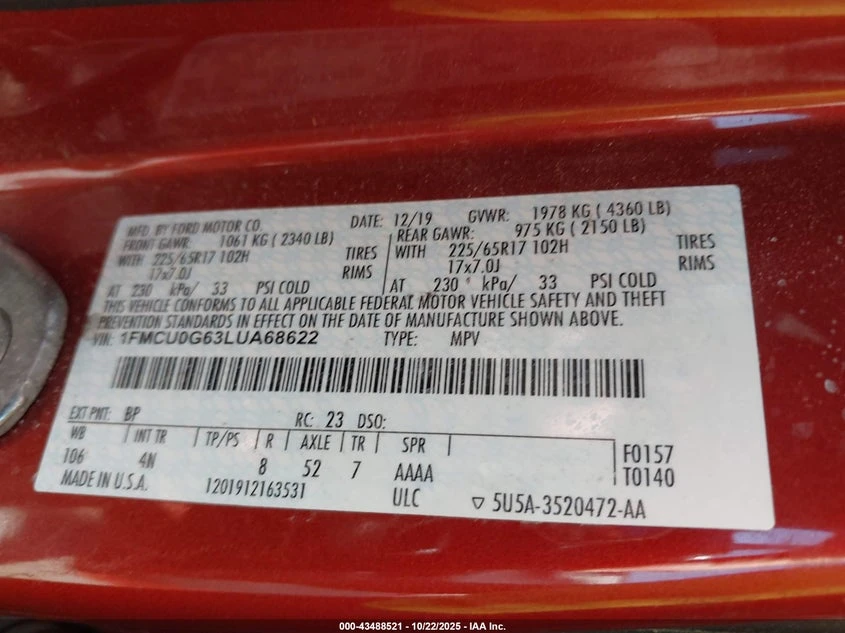 MFD. BY FORD MOTOR CO. DATE: 12/19 GVWR: 1978 KG ( 4360 LB)
FRONT GAWR: 1061 KG ( 2340 LB) REAR GAWR: 975 KG ( 2150 LB)
WITH 225/65R17 102H TIRES WITH 225/65R17 102H TIRES
17x7.0J RIMS 17x7.0J RIMS
AT 230 kPa/ 33 PSI COLD AT 230 kPa/ 33 PSI COLD
THIS VEHICLE CONFORMS TO ALL APPLICABLE FEDERAL MOTOR VEHICLE SAFETY AND THEFT
PREVENTION STANDARDS IN EFFECT ON THE DATE OF MANUFACTURE SHOWN ABOVE.
VIN: 1FMCU0G63LUA68622 TYPE: MPV
EXT PNT: BP RC: 23 DSO:
WB INT TR TP/PS R AXLE TR SPR
106 4N 8 52 7 AAAA F0157
T0140
MADE IN U.S.A. 1201912163531 ULC 5U5A-3520472-AA
000-43488521 - 10/22/2025 - IAA Inc.